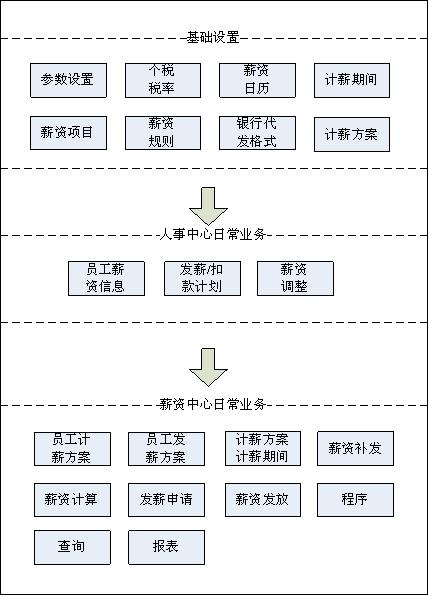 基础设置
参数设置
个税
税率
薪资
日历
计薪期间
薪资项目
薪资
规则
银行代
发格式
计薪方案
人事中心日常业务
员工薪
资信息
发薪/扣
款计划
薪资
调整
薪资中心日常业务
员工计
薪方案
员工发
薪方案
计薪方案
计薪期间
薪资补发
薪资计算
发薪申请
薪资发放
程序
查询
报表